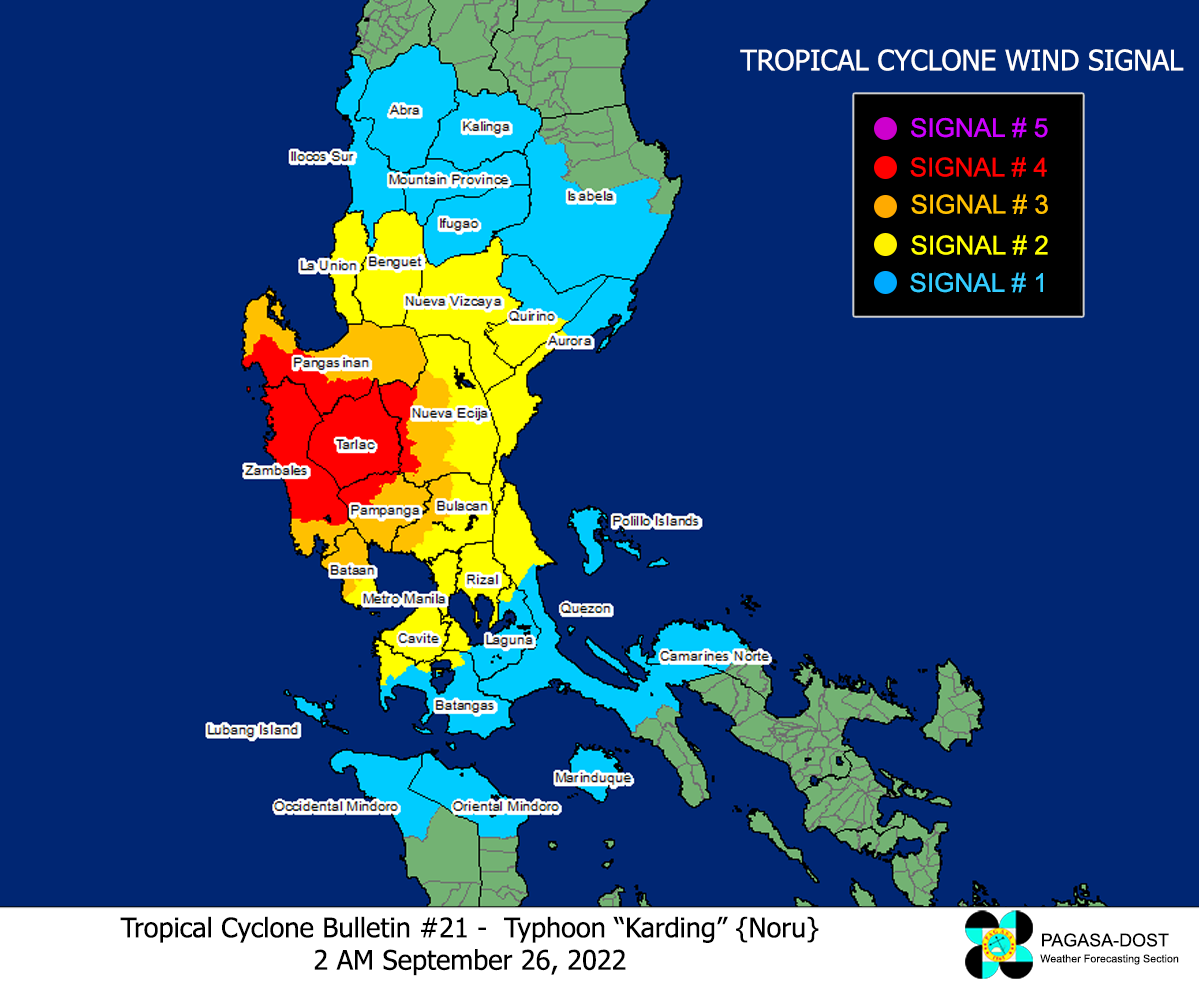 TROPICAL CYCLONE WIND SIGNAL
SIGNAL # 5
SIGNAL # 4
SIGNAL # 3
SIGNAL # 2
SIGNAL # 1
Abra
Kalinga
Ilocos Sur
Mountain Province
Isabela
Ifugao
La Union
Benguet
Nueva Vizcaya
Quirino
Aurora
Pangasinan
Nueva Ecija
Tarlac
Zambales
Pampanga
Bulacan
Polillo Islands
Bataan
Rizal
Metro Manila
Quezon
Cavite
Laguna
Camarines Norte
Batangas
Lubang Island
Marinduque
Occidental Mindoro
Oriental Mindoro
Tropical Cyclone Bulletin #21 - Typhoon “Karding” {Noru}
2 AM September 26, 2022
PAGASA
PAGASA-DOST
Weather Forecasting Section